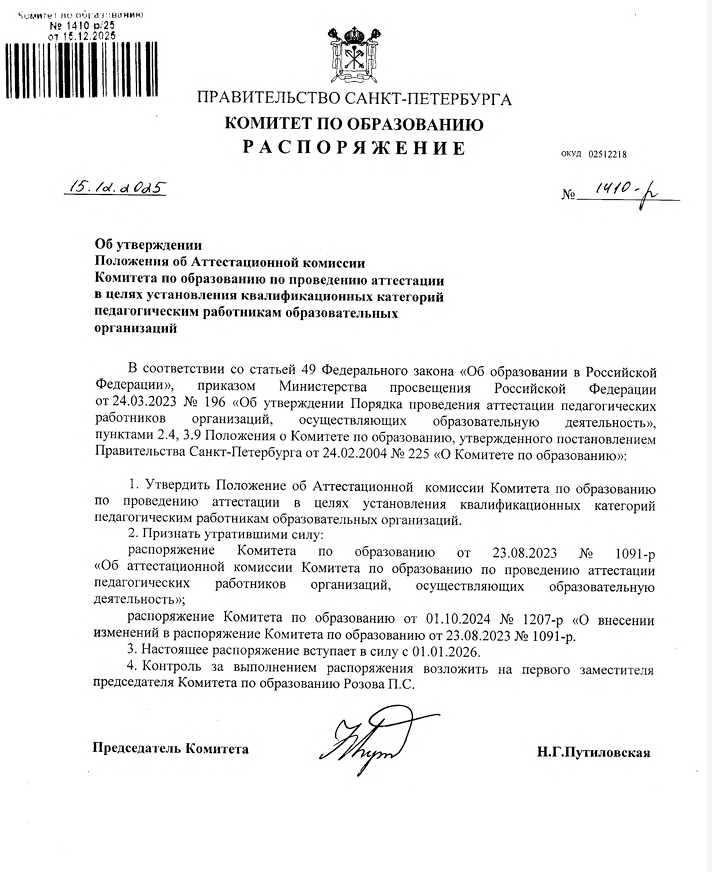 Комитет по образованию
№ 1410-р/25
от 15.12.2025
ПРАВИТЕЛЬСТВО САНКТ-ПЕТЕРБУРГА
КОМИТЕТ ПО ОБРАЗОВАНИЮ
РАСПОРЯЖЕНИЕ
ОКУД 02512218
15.12.2025
№ 1410-р
Об утверждении
Положения об Аттестационной комиссии
Комитета по образованию по проведению аттестации
в целях установления квалификационных категорий
педагогическим работникам образовательных
организаций
В соответствии со статьей 49 Федерального закона «Об образовании в Российской
Федерации», приказом Министерства просвещения Российской Федерации
от 24.03.2023 № 196 «Об утверждении Порядка проведения аттестации педагогических
работников организаций, осуществляющих образовательную деятельность»,
пунктами 2.4, 3.9 Положения о Комитете по образованию, утвержденного постановлением
Правительства Санкт-Петербурга от 24.02.2004 № 225 «О Комитете по образованию»:
1. Утвердить Положение об Аттестационной комиссии Комитета по образованию
по проведению аттестации в целях установления квалификационных категорий
педагогическим работникам образовательных организаций.
2. Признать утратившими силу:
распоряжение Комитета по образованию от 23.08.2023 № 1091-р
«Об аттестационной комиссии Комитета по образованию по проведению аттестации
педагогических работников организаций, осуществляющих образовательную
деятельность»;
распоряжение Комитета по образованию от 01.10.2024 № 1207-р «О внесении
изменений в распоряжение Комитета по образованию от 23.08.2023 № 1091-р.
3. Настоящее распоряжение вступает в силу с 01.01.2026.
4. Контроль за выполнением распоряжения возложить на первого заместителя
председателя Комитета по образованию Розова П.С.
Председатель Комитета
Н.Г.Путиловская